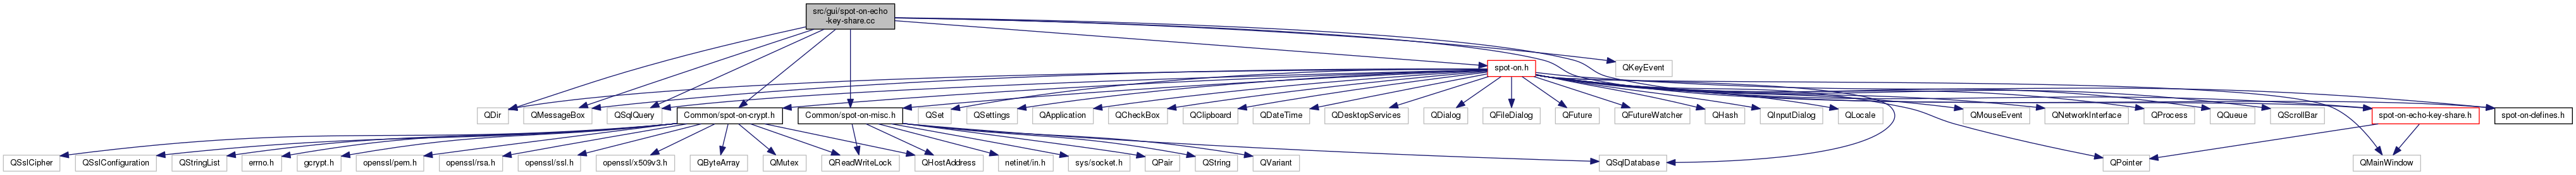 src/gui/spot-on-echo
-key-share.cc
spot-on.h
QKeyEvent
QDir
QMessageBox
QSqlQuery
Common/spot-on-crypt.h
Common/spot-on-misc.h
QSet
QSettings
QApplication
QCheckBox
QClipboard
QDateTime
QDesktopServices
QDialog
QFileDialog
QFuture
QFutureWatcher
QHash
QInputDialog
QLocale
QMouseEvent
QNetworkInterface
QProcess
QQueue
QScrollBar
spot-on-echo-key-share.h
spot-on-defines.h
QSslCipher
QSslConfiguration
QStringList
errno.h
gcrypt.h
openssl/pem.h
openssl/rsa.h
openssl/ssl.h
openssl/x509v3.h
QByteArray
QMutex
QReadWriteLock
QHostAddress
netinet/in.h
sys/socket.h
QPair
QString
QVariant
QSqlDatabase
QPointer
QMainWindow